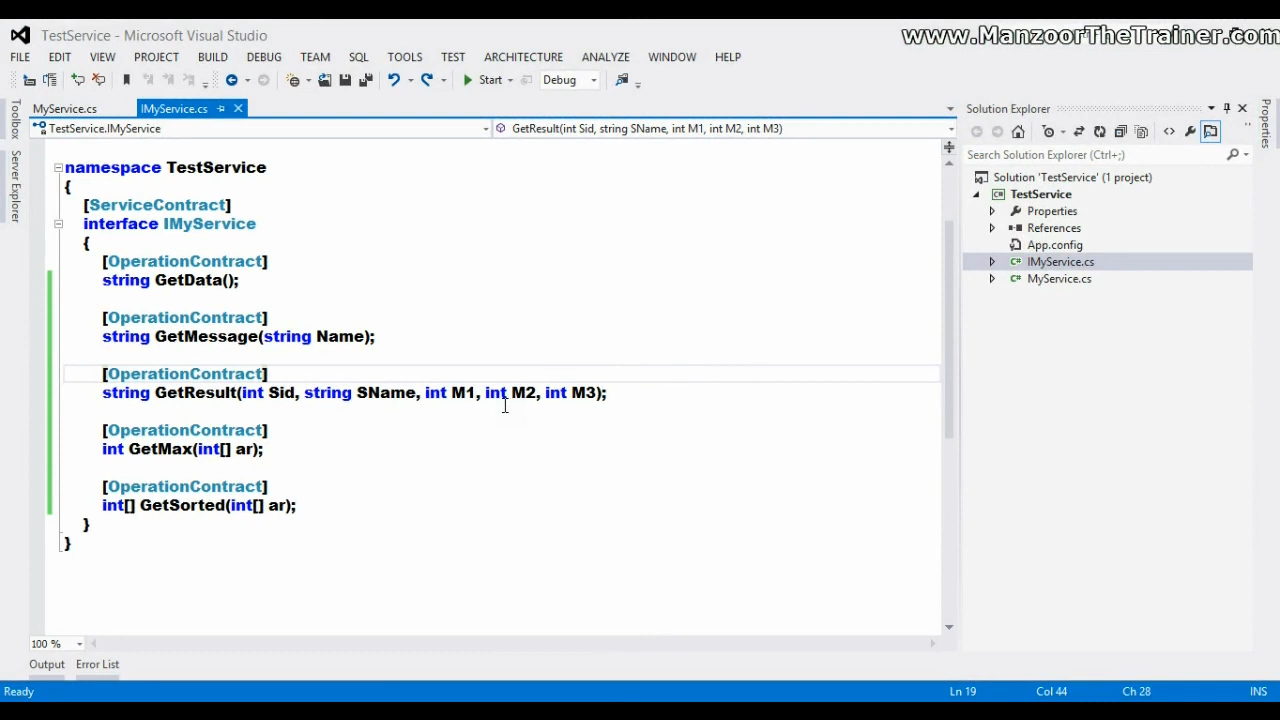 TestService - Microsoft Visual Studio
www.ManzoorTheTrainer.com
FILE EDIT VIEW PROJECT BUILD DEBUG TEAM SQL TOOLS TEST ARCHITECTURE ANALYZE WINDOW HELP
Start Debug
Toolbox
Server Explorer
MyService.cs IMyService.cs
TestService.IMyService GetResult(int Sid, string SName, int M1, int M2, int M3)
namespace TestService
{
[ServiceContract]
interface IMyService
{
[OperationContract]
string GetData();
[OperationContract]
string GetMessage(string Name);
[OperationContract]
string GetResult(int Sid, string SName, int M1, int M2, int M3);
[OperationContract]
int GetMax(int[] ar);
[OperationContract]
int[] GetSorted(int[] ar);
}
}
100 %
Output Error List
Solution Explorer
Search Solution Explorer (Ctrl+;)
Solution 'TestService' (1 project)
TestService
Properties
References
App.config
IMyService.cs
MyService.cs
Properties
Ready Ln 19 Col 44 Ch 28 INS